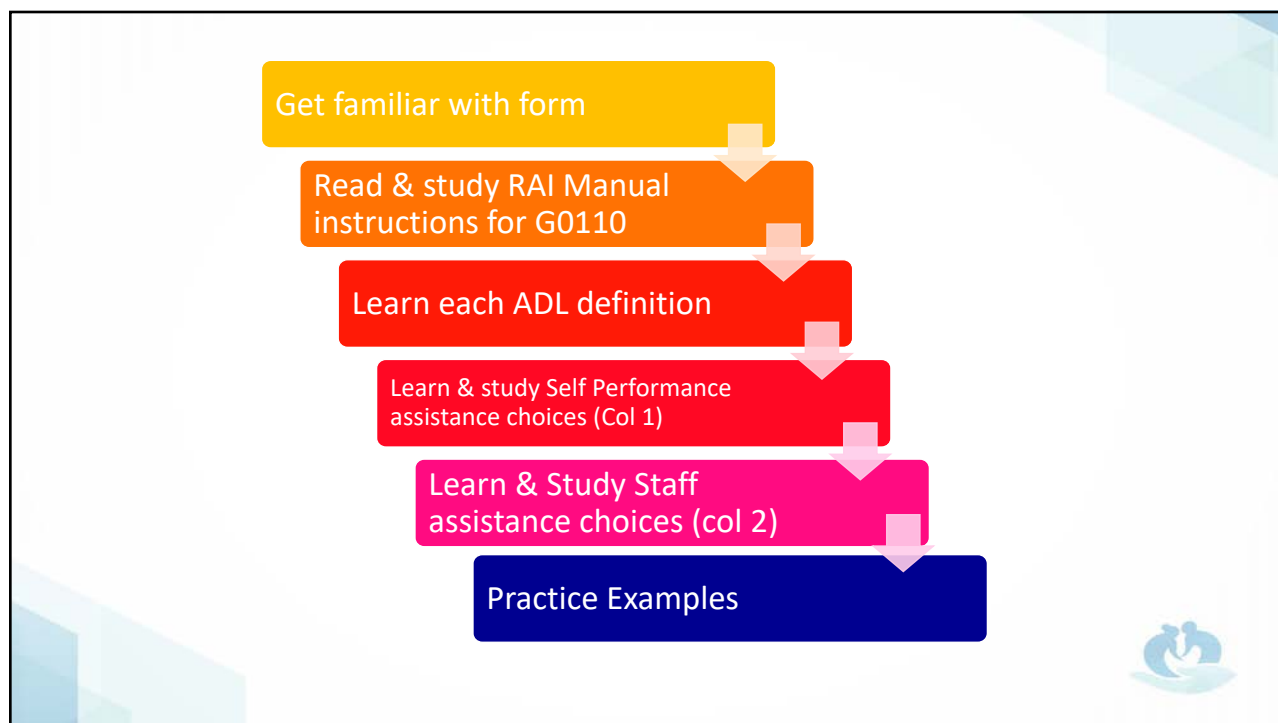 Get familiar with form
Read & study RAI Manual
instructions for G0110
Learn each ADL definition
Learn & study Self Performance
assistance choices (Col 1)
Learn & Study Staff
assistance choices (col 2)
Practice Examples